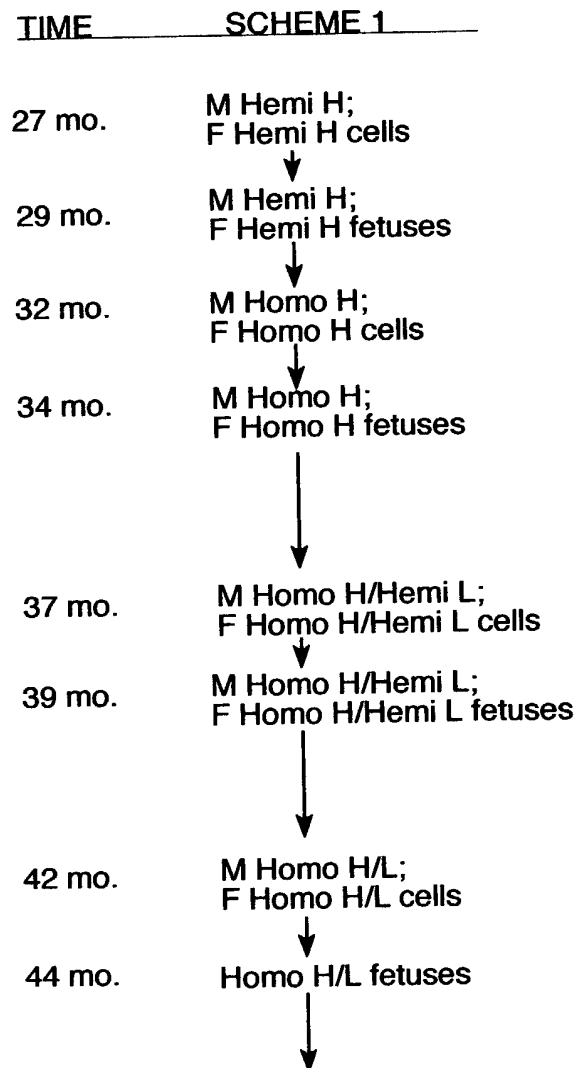 TIME SCHEME 1
27 mo. M Hemi H;
F Hemi H cells
29 mo. M Hemi H;
F Hemi H fetuses
32 mo. M Homo H;
F Homo H cells
34 mo. M Homo H;
F Homo H fetuses
37 mo. M Homo H/Hemi L;
F Homo H/Hemi L cells
39 mo. M Homo H/Hemi L;
F Homo H/Hemi L fetuses
42 mo. M Homo H/L;
F Homo H/L cells
44 mo. Homo H/L fetuses